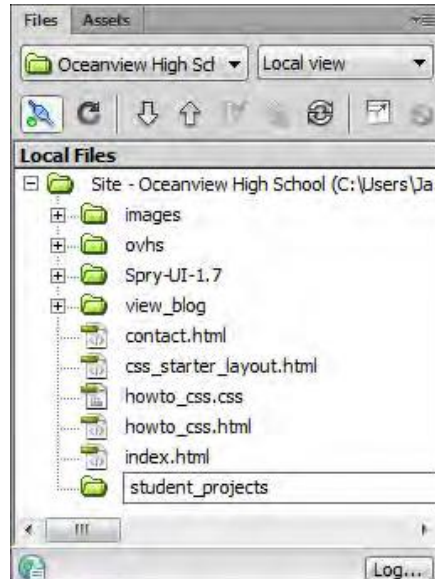 Files Assets
Oceanview High Scl Local view
Local Files
Site - Oceanview High School (C:\Users\Ja
images
ovhs
Spry-UI-1.7
view_blog
contact.html
css_starter_layout.html
howto_css.css
howto_css.html
index.html
student_projects
Log...